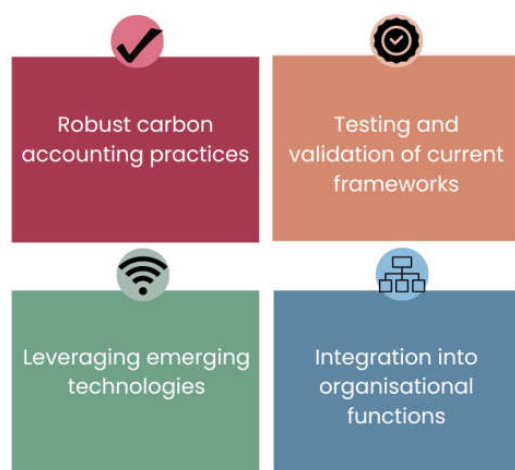 Robust carbon
accounting practices
Testing and
validation of current
frameworks
Leveraging emerging
technologies
Integration into
organisational
functions